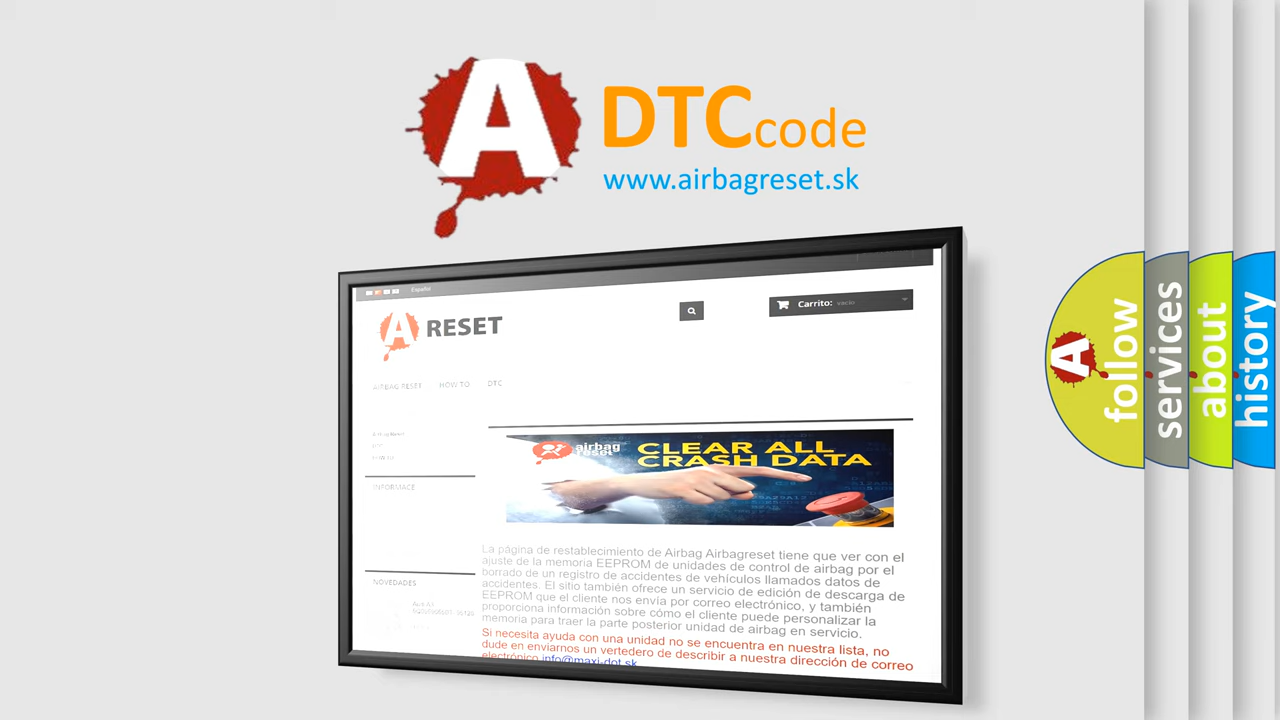 A
DTCcode
www.airbagreset.sk
Español
A RESET
Carrito: vacío
AIRBAG RESET HOW TO DTC
INFORMACE
NOVEDADES
airbag
reset
CLEAR ALL
CRASH DATA
La página de restablecimiento de Airbag Airbagreset tiene que ver con el
ajuste de la memoria EEPROM de unidades de control de airbag por el
borrado de un registro de accidentes de vehículos llamados datos de
accidentes. El sitio también ofrece un servicio de edición de descarga de
EEPROM que el cliente nos envía por correo electrónico, y también
proporciona información sobre cómo el cliente puede personalizar la
memoria para traer la parte posterior unidad de airbag en servicio.
Si necesita ayuda con una unidad no se encuentra en nuestra lista, no
dude en enviarnos un vertedero de describir a nuestra dirección de correo
electrónico info@maxi-dot.sk
A
follow
services
about
history